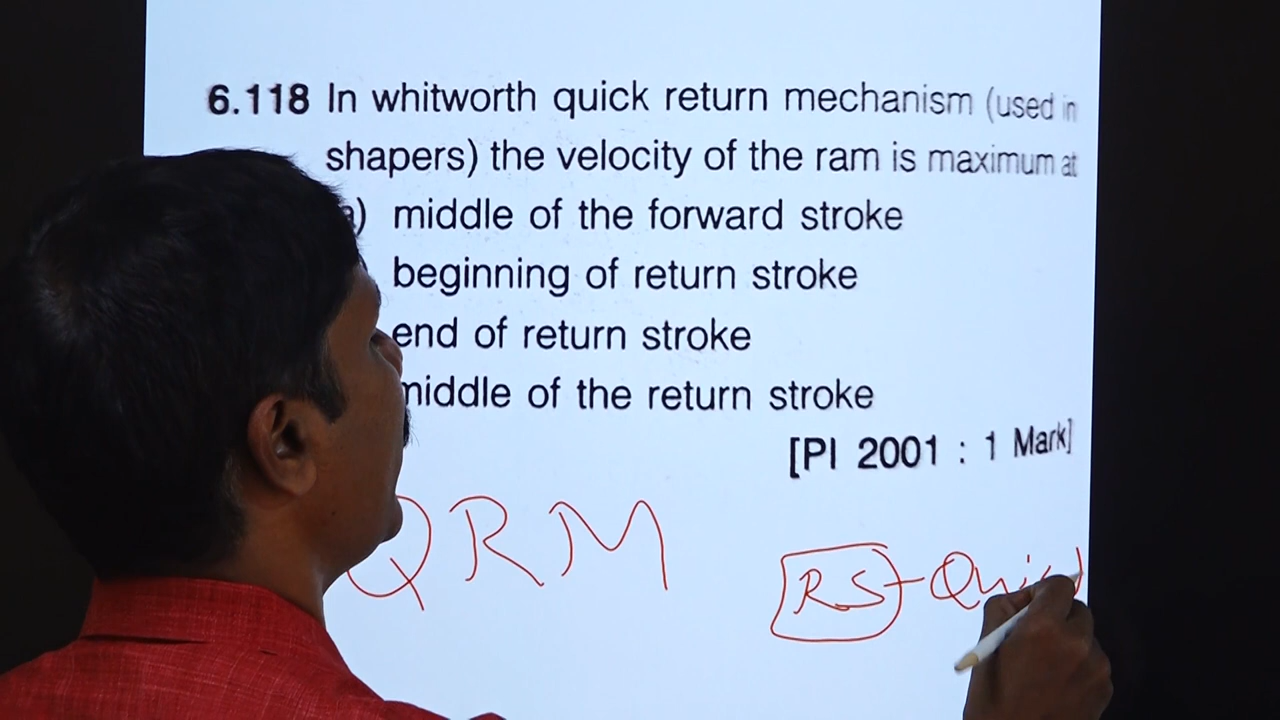 6.118 In whitworth quick return mechanism (used in
shapers) the velocity of the ram is maximum at
a) middle of the forward stroke
beginning of return stroke
end of return stroke
middle of the return stroke
[PI 2001 : 1 Mark]
QRM
RS - Quic